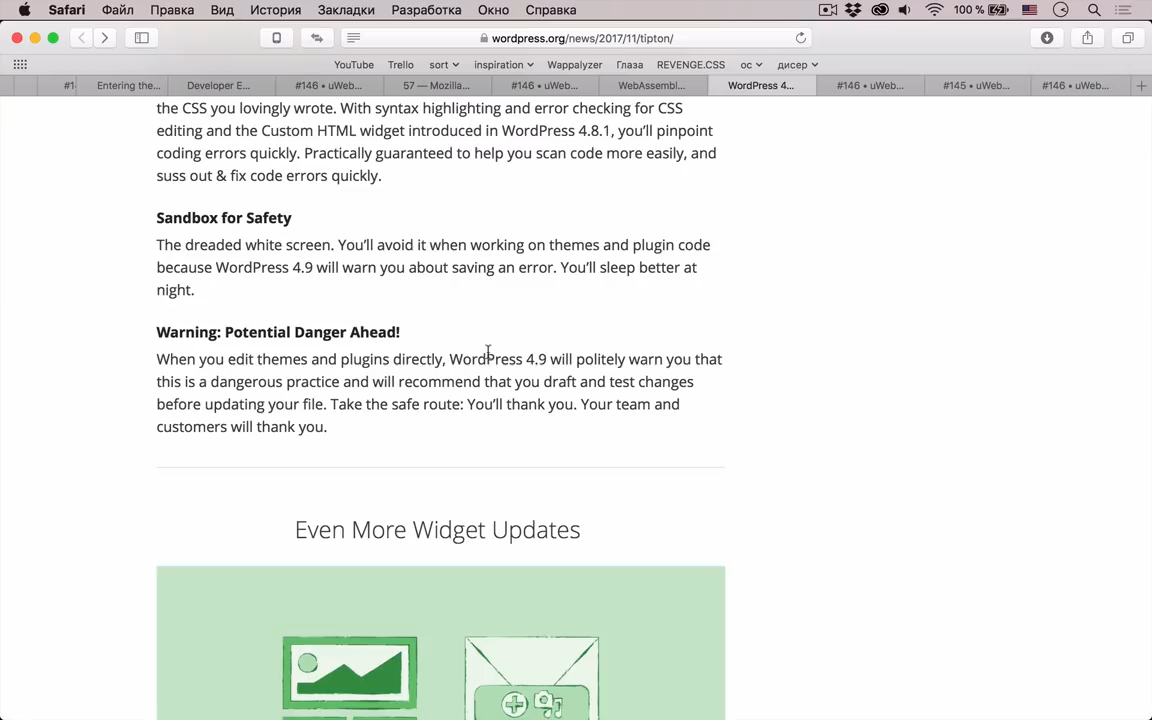 Safari Файл Правка Вид История Закладки Разработка Окно Справка 100 %
wordpress.org/news/2017/11/tipton/
YouTube Trello sort inspiration Wappalyzer Глаза REVENGE.CSS ос дисер
#1 Entering the... Developer E... #146 • uWeb... 57 — Mozilla... #146 • uWeb... WebAssembl... WordPress 4... #146 • uWeb... #145 • uWeb... #146 • uWeb...
the CSS you lovingly wrote. With syntax highlighting and error checking for CSS
editing and the Custom HTML widget introduced in WordPress 4.8.1, you’ll pinpoint
coding errors quickly. Practically guaranteed to help you scan code more easily, and
suss out & fix code errors quickly.
Sandbox for Safety
The dreaded white screen. You’ll avoid it when working on themes and plugin code
because WordPress 4.9 will warn you about saving an error. You’ll sleep better at
night.
Warning: Potential Danger Ahead!
When you edit themes and plugins directly, WordPress 4.9 will politely warn you that
this is a dangerous practice and will recommend that you draft and test changes
before updating your file. Take the safe route: You’ll thank you. Your team and
customers will thank you.
Even More Widget Updates